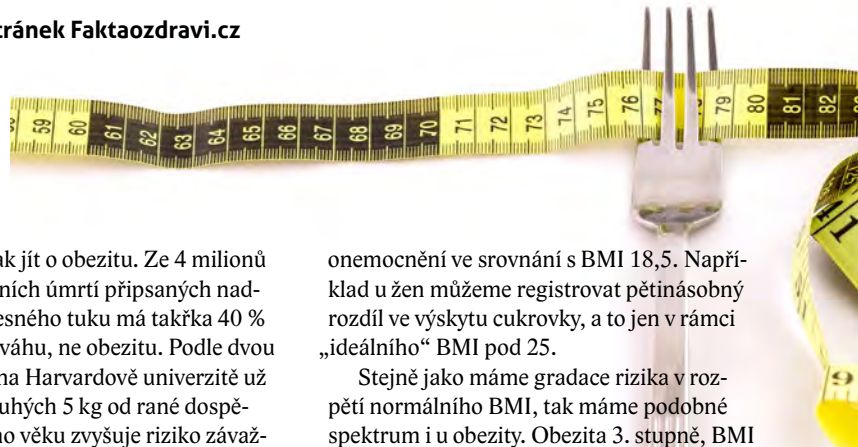 tránek Faktaozdravi.cz
59 60 61 62 63 64 65 66 67 68 69 70 71 72 73 74 75 76 77 79 80 81 82
ak jít o obezitu. Ze 4 milionů
ních úmrtí připsaných nad-
esného tuku má takřka 40 %
váhu, ne obezitu. Podle dvou
na Harvardově univerzitě už
uhých 5 kg od rané dospě-
o věku zvyšuje riziko závaž-
onemocnění ve srovnání s BMI 18,5. Napří-
klad u žen můžeme registrovat pětinásobný
rozdíl ve výskytu cukrovky, a to jen v rámci
„ideálního“ BMI pod 25.
Stejně jako máme gradace rizika v roz-
pětí normálního BMI, tak máme podobné
spektrum i u obezity. Obezita 3. stupně, BMI
1
9